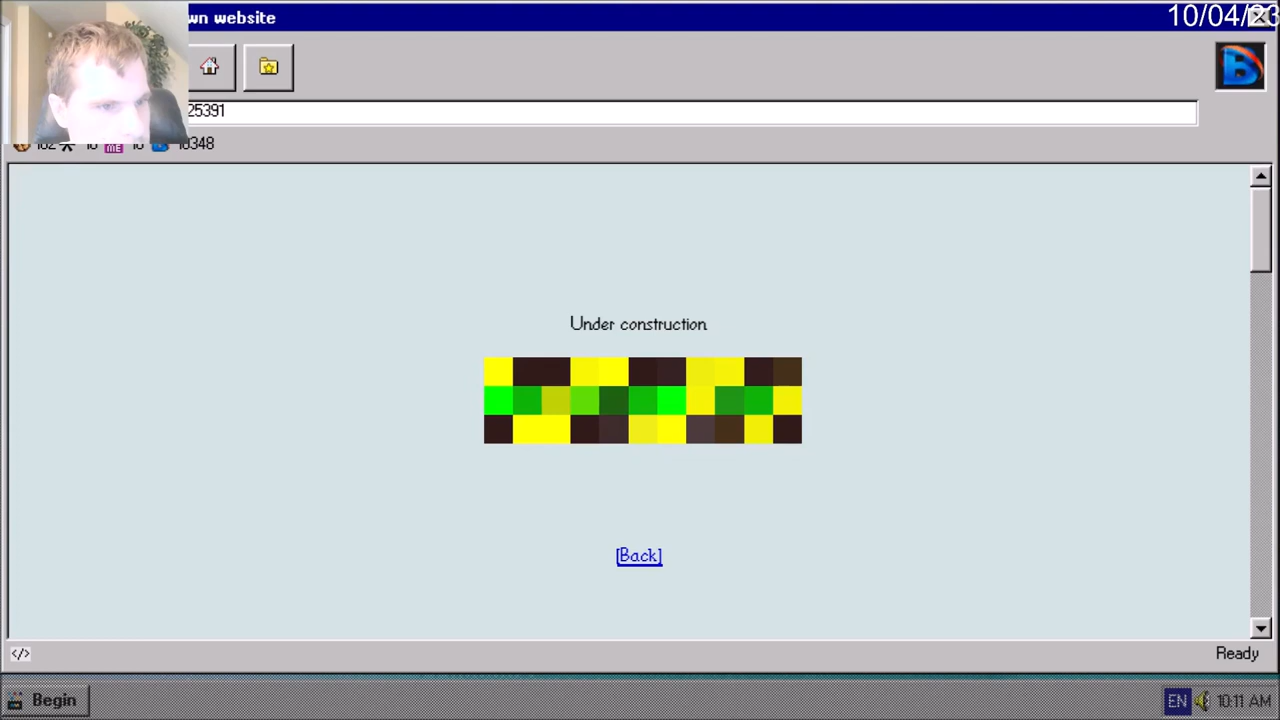 wn website
10/04/23
25391
10348
Under construction
[Back]
</>
Ready
Begin
EN
10:11 AM